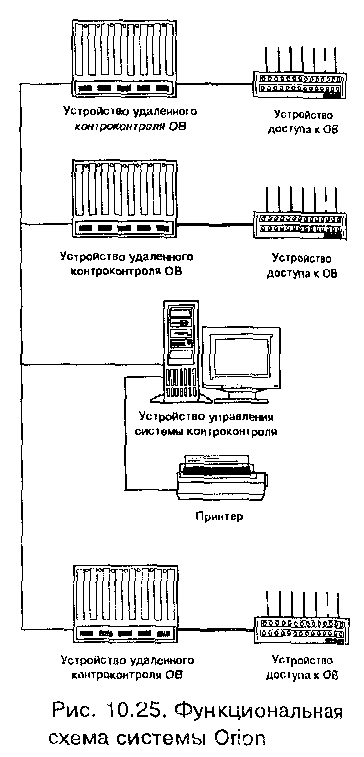 Устройство удаленного
контроконтроля ОВ
Устройство
доступа к ОВ
Устройство удаленного
контроконтроля ОВ
Устройство
доступа к ОВ
Устройство управления
системы контроконтроля
Принтер
Устройство удаленного
контроконтроля ОВ
Устройство
доступа к ОВ
Рис. 10.25. Функциональная
схема системы Orion